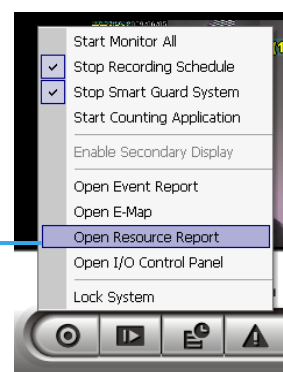 Start Monitor All
Stop Recording Schedule
Stop Smart Guard System
Start Counting Application
Enable Secondary Display
Open Event Report
Open E-Map
Open Resource Report
Open I/O Control Panel
Lock System